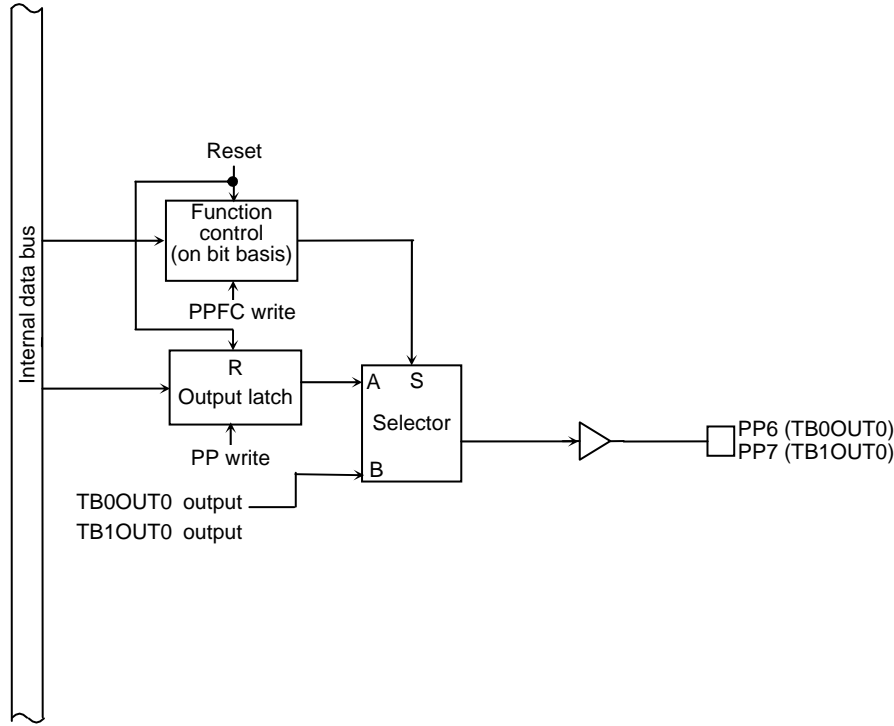 Internal data bus
Reset
Function
control
(on bit basis)
PPFC write
R
Output latch
PP write
A
S
Selector
B
TB0OUT0 output
TB1OUT0 output
PP6 (TB0OUT0)
PP7 (TB1OUT0)